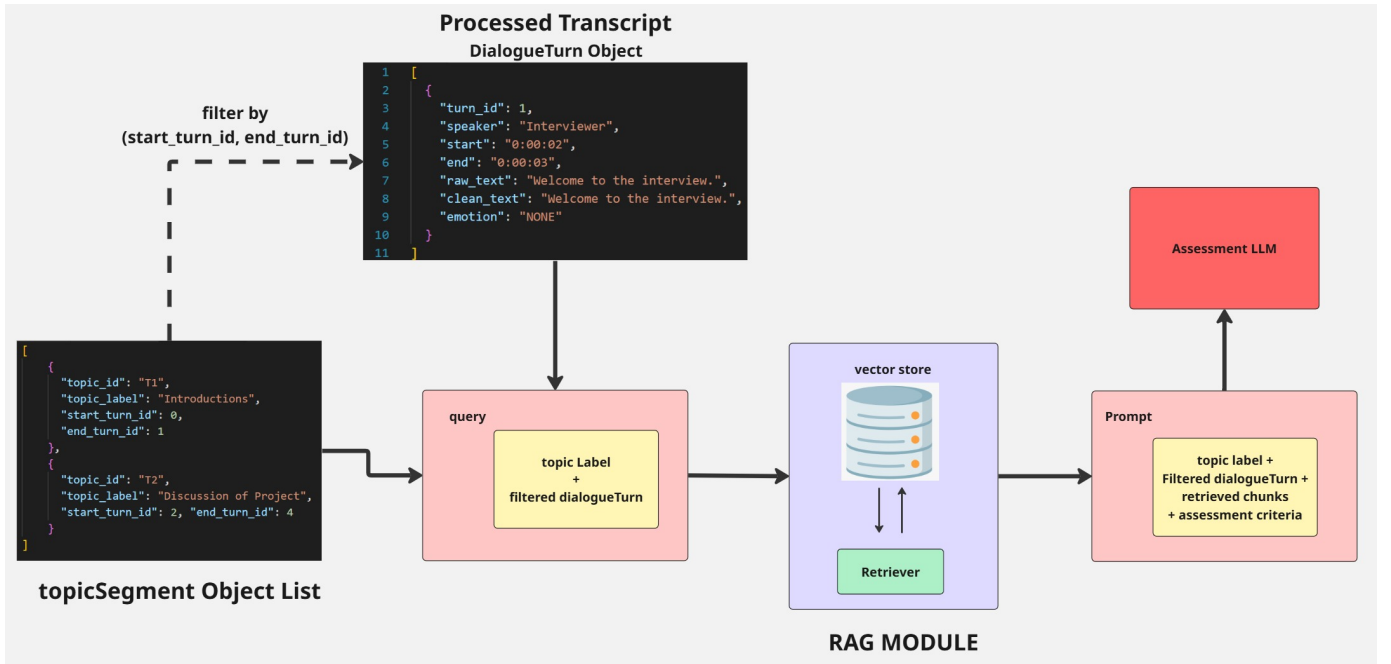 Processed Transcript
DialogueTurn Object
1 [
2 {
3 "turn_id": 1,
4 "speaker": "Interviewer",
5 "start": "0:00:02",
6 "end": "0:00:03",
7 "raw_text": "Welcome to the interview.",
8 "clean_text": "Welcome to the interview.",
9 "emotion": "NONE"
10 }
11 ]
filter by
(start_turn_id, end_turn_id)
[
{
"topic_id": "T1",
"topic_label": "Introductions",
"start_turn_id": 0,
"end_turn_id": 1
},
{
"topic_id": "T2",
"topic_label": "Discussion of Project",
"start_turn_id": 2, "end_turn_id": 4
}
]
topicSegment Object List
query
topic Label
+
filtered dialogueTurn
vector store
Retriever
RAG MODULE
Prompt
topic label +
Filtered dialogueTurn +
retrieved chunks
+ assessment criteria
Assessment LLM